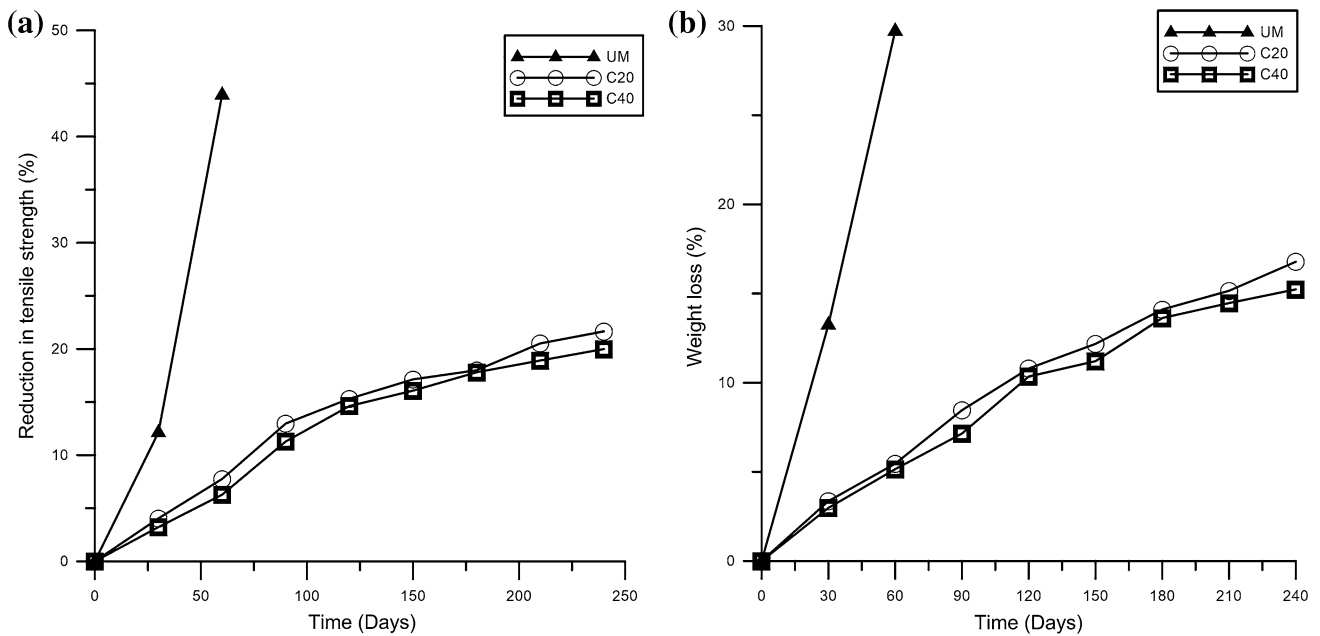 (a)
50
40
30
20
10
0
Reduction in tensile strength (%)
0 50 100 150 200 250
Time (Days)
UM
C20
C40
(b)
30
20
10
0
Weight loss (%)
0 30 60 90 120 150 180 210 240
Time (Days)
UM
C20
C40